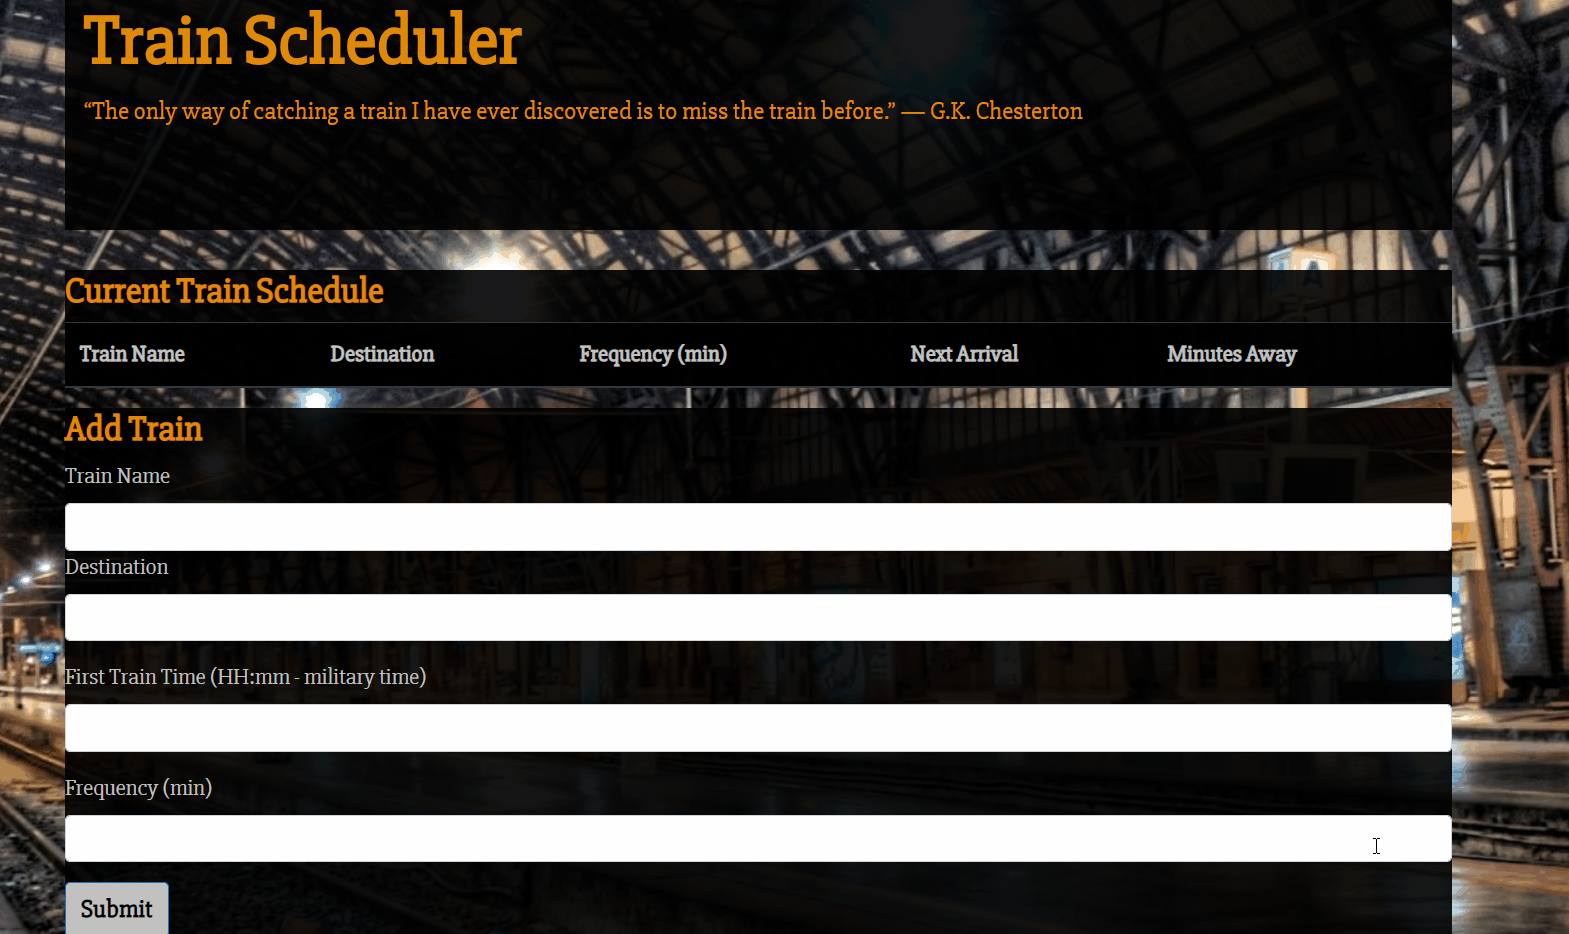 Train Scheduler
“The only way of catching a train I have ever discovered is to miss the train before.” — G.K. Chesterton
Current Train Schedule
Train Name Destination Frequency (min) Next Arrival Minutes Away
Add Train
Train Name
Destination
First Train Time (HH:mm - military time)
Frequency (min)
Submit